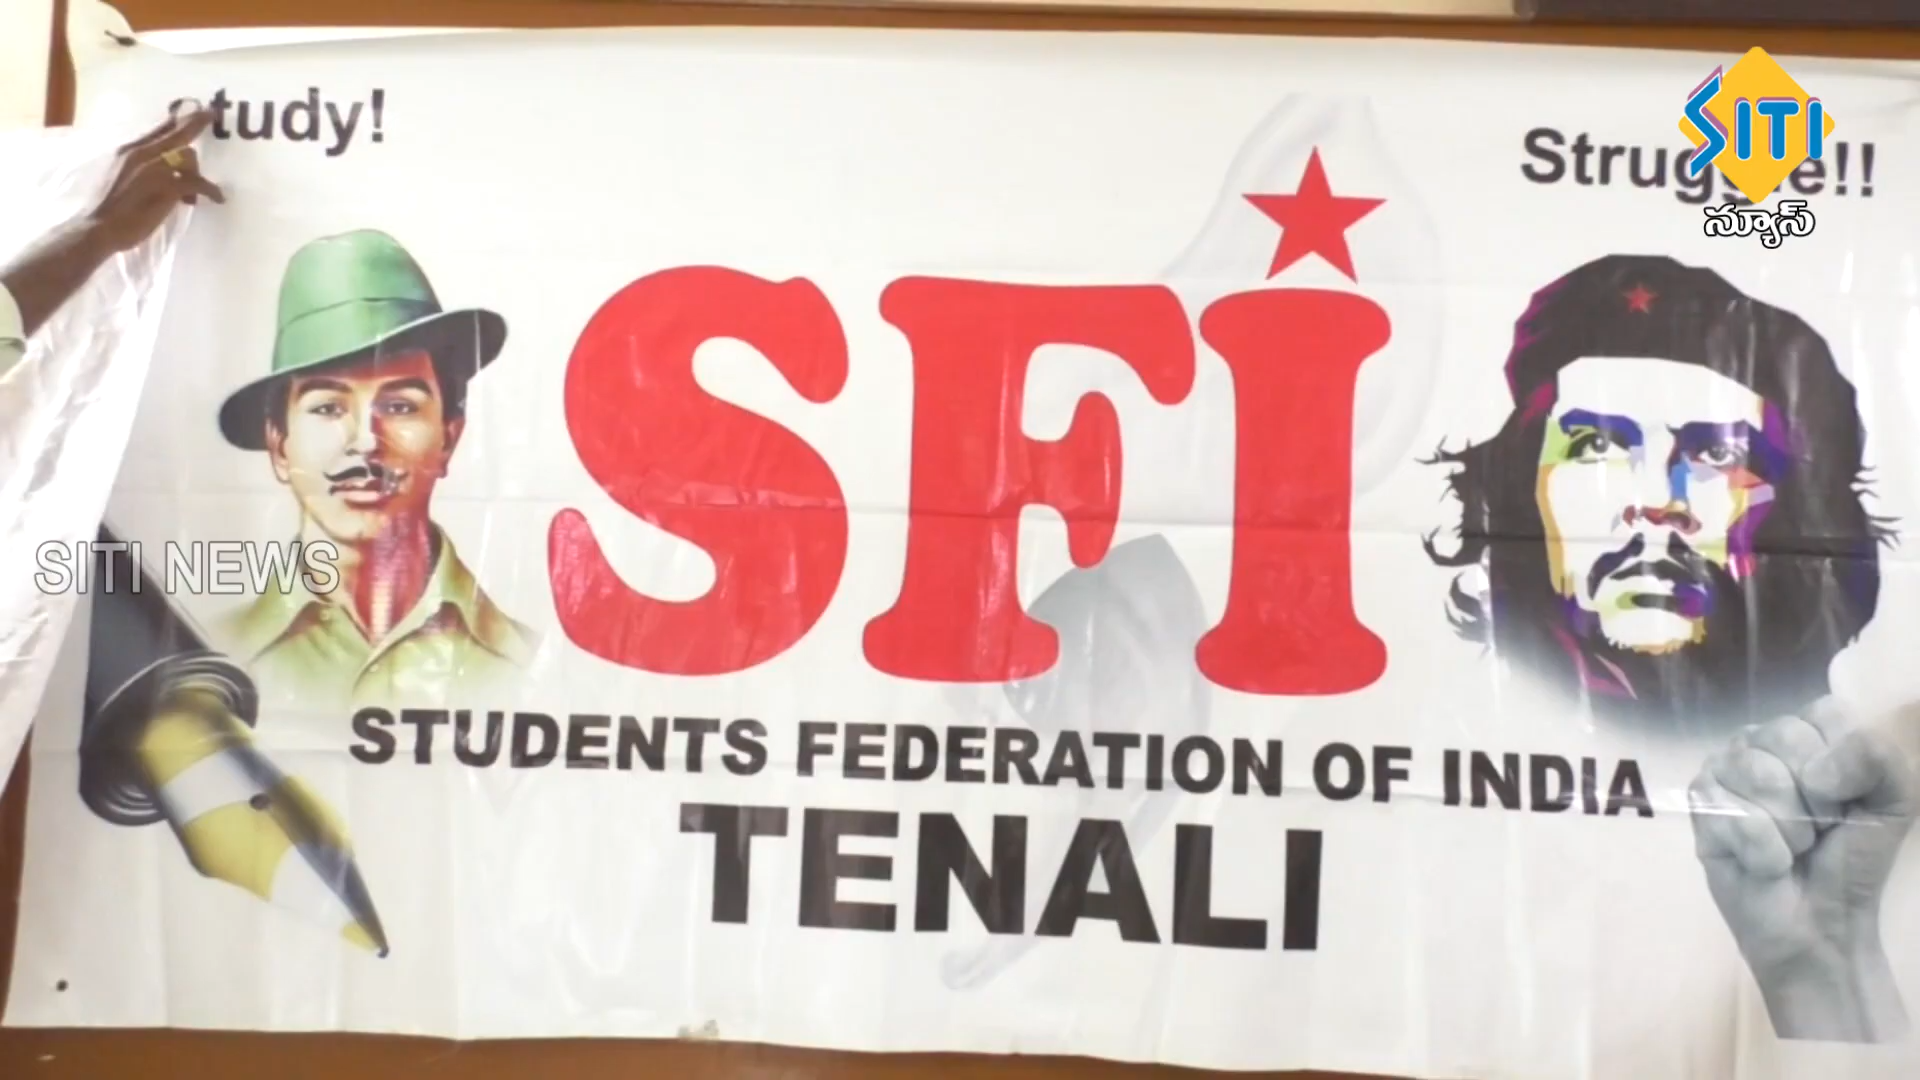 Study!
Struggle!!
SITI
న్యూస్
SFI
SITI NEWS
STUDENTS FEDERATION OF INDIA
TENALI